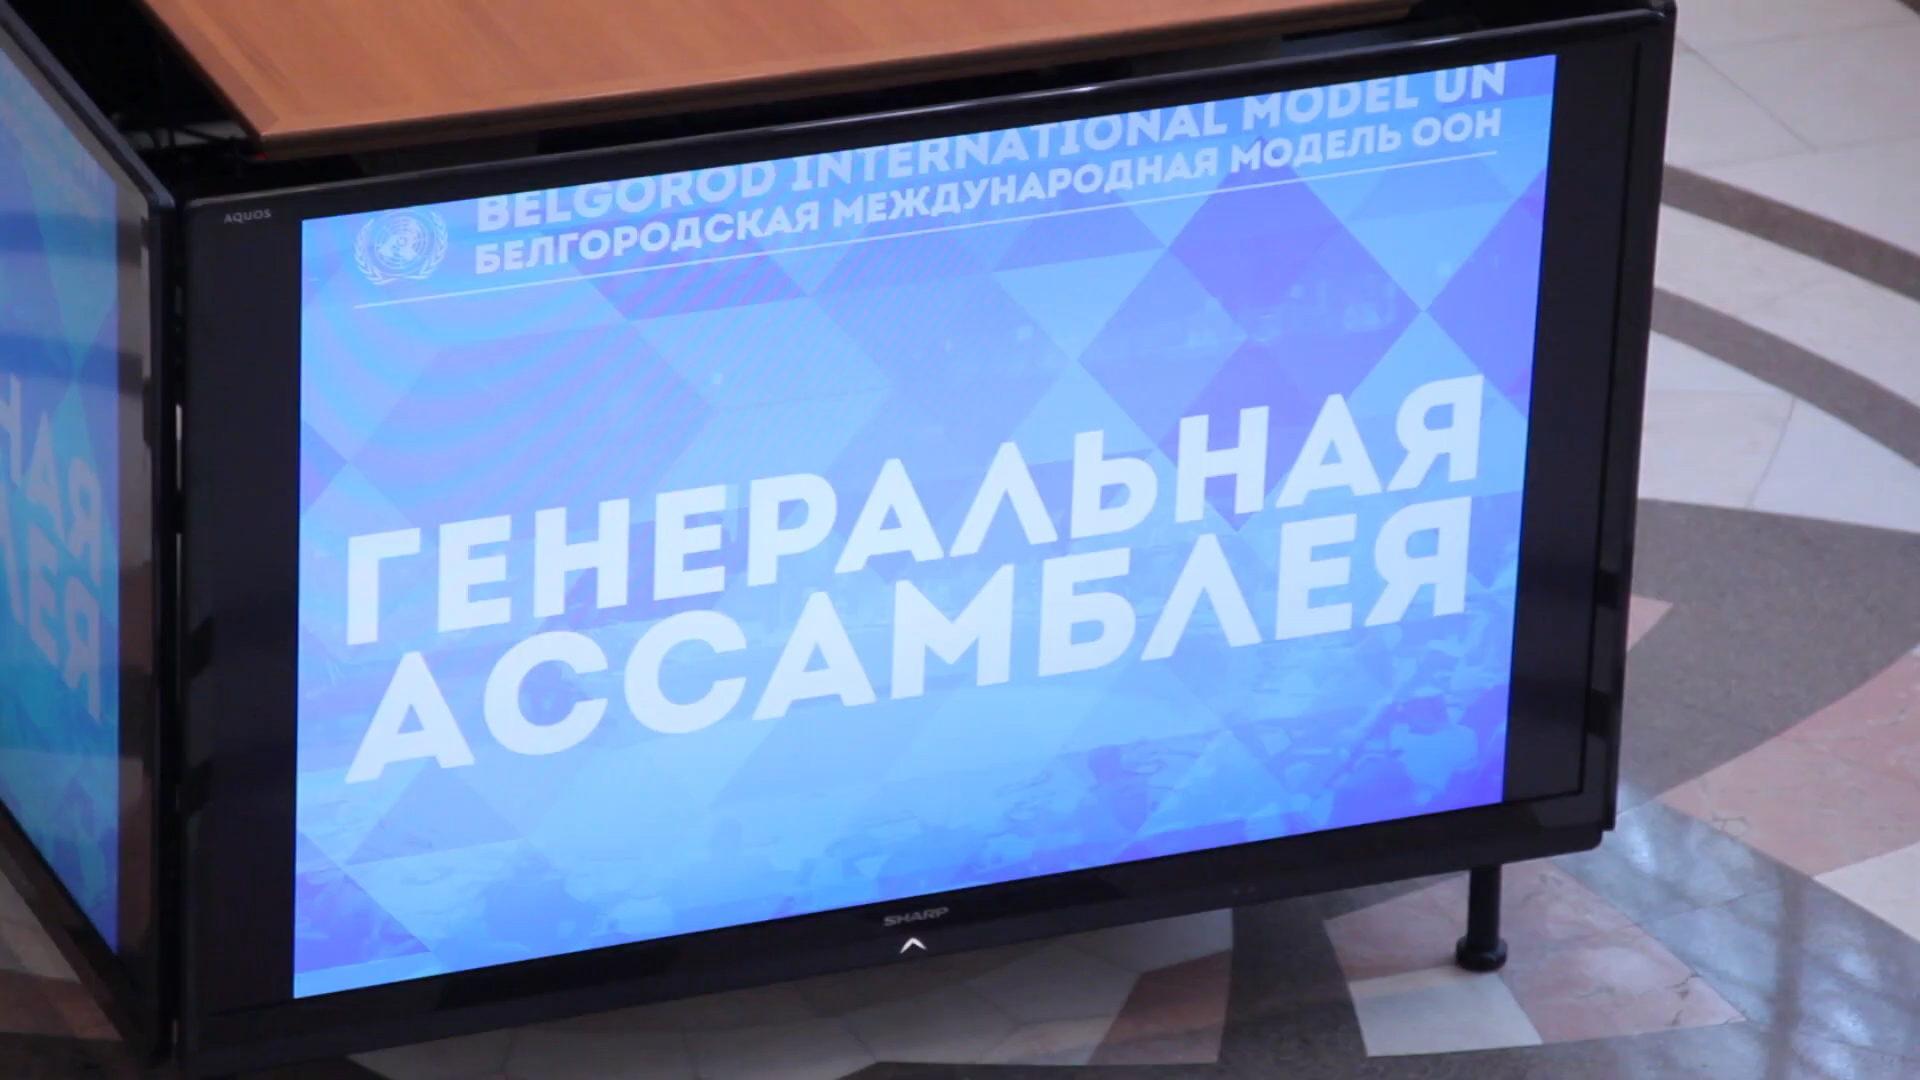 AQUOS
BELGOROD INTERNATIONAL MODEL UN
БЕЛГОРОДСКАЯ МЕЖДУНАРОДНАЯ МОДЕЛЬ ООН
ГЕНЕРАЛЬНАЯ
АССАМБЛЕЯ
SHARP